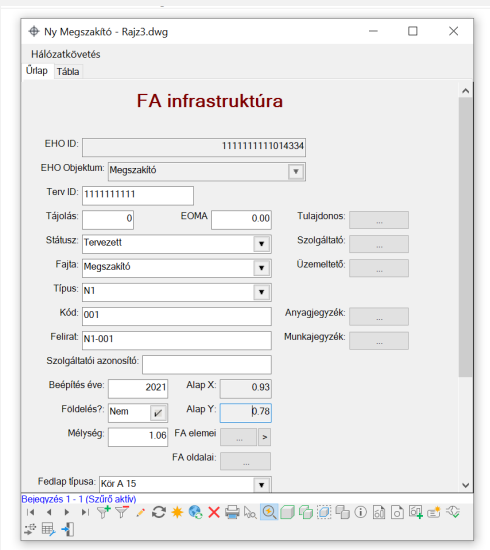 Ny Megszakító - Rajz3.dwg
Hálózatkövetés
Űrlap Tábla
FA infrastruktúra
EHO ID: 1111111111014334
EHO Objektum: Megszakító
Terv ID: 1111111111
Tájolás: 0 EOMA 0.00 Tulajdonos: ...
Státusz: Tervezett Szolgáltató: ...
Fajta: Megszakító Üzemeltető: ...
Típus: N1
Kód: 001 Anyagjegyzék: ...
Felirat: N1-001 Munkajegyzék: ...
Szolgáltatói azonosító:
Beépítés éve: 2021 Alap X: 0.93
Földelés?: Nem Alap Y: 0.78
Mélység: 1.06 FA elemei ... >
FA oldalai: ...
Fedlap típusa: Kör A 15
Bejegyzés 1 - 1 (Szűrő aktív)